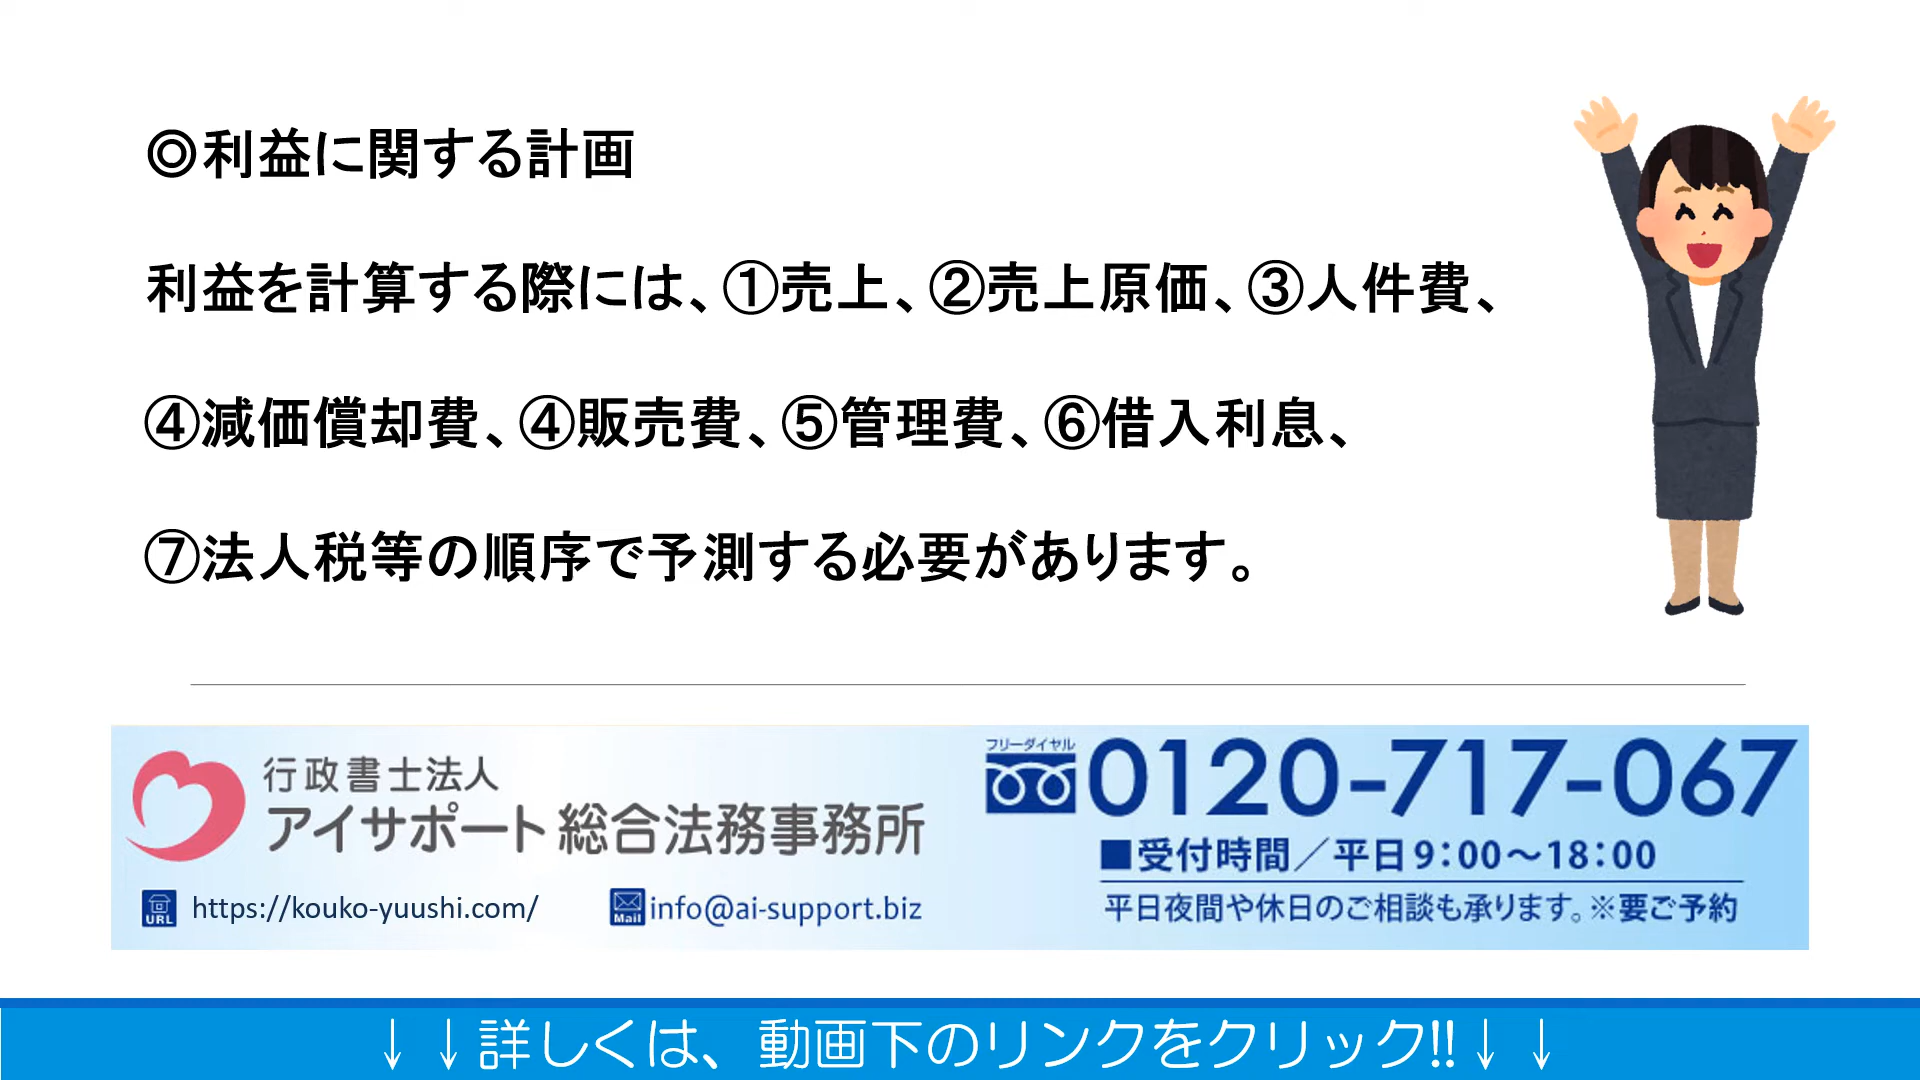 ◎利益に関する計画
利益を計算する際には、①売上、②売上原価、③人件費、
④減価償却費、④販売費、⑤管理費、⑥借入利息、
⑦法人税等の順序で予測する必要があります。
行政書士法人
アイサポート総合法務事務所
URL https://kouko-yuushi.com/
Mail info@ai-support.biz
フリーダイヤル
0120-717-067
■受付時間／平日9：00～18：00
平日夜間や休日のご相談も承ります。※要ご予約
↓↓詳しくは、動画下のリンクをクリック!!↓↓